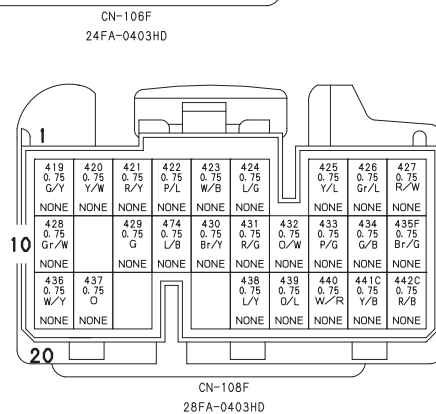 CN-106F
24FA-0403HD
1
419 420 421 422 423 424 425 426 427
0.75 0.75 0.75 0.75 0.75 0.75 0.75 0.75 0.75
G/Y Y/W R/Y P/L W/B L/G Y/L Gr/L R/W
NONE NONE NONE NONE NONE NONE NONE NONE NONE
10
428 429 474 430 431 432 433 434 435F
0.75 0.75 0.75 0.75 0.75 0.75 0.75 0.75 0.75
Gr/W G L/B Br/Y R/G O/W P/G G/B Br/G
NONE NONE NONE NONE NONE NONE NONE NONE NONE
436 437 438 439 440 441C 442C
0.75 0.75 0.75 0.75 0.75 0.75 0.75
W/Y O L/Y O/L W/R Y/B R/B
NONE NONE NONE NONE NONE NONE NONE
20
CN-108F
28FA-0403HD